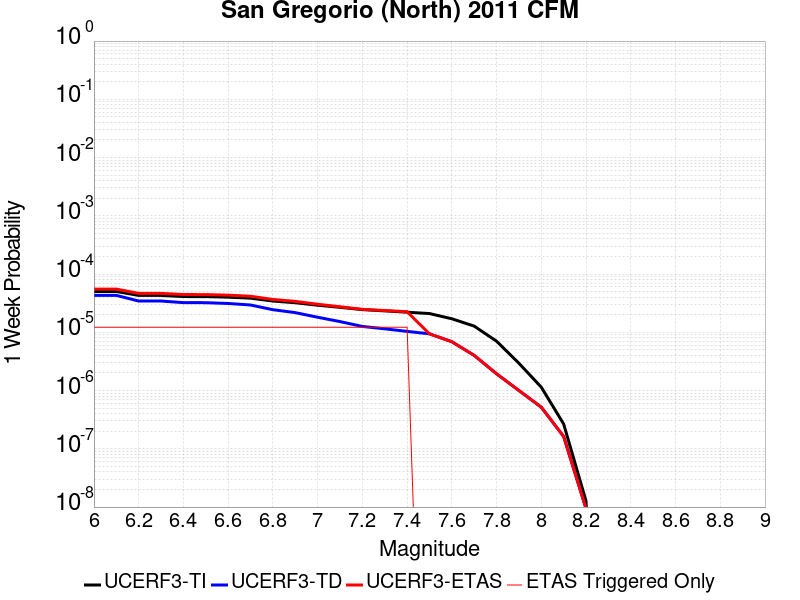 San Gregorio (North) 2011 CFM
1 Week Probability
10^0
10^-1
10^-2
10^-3
10^-4
10^-5
10^-6
10^-7
10^-8
6 6.2 6.4 6.6 6.8 7 7.2 7.4 7.6 7.8 8 8.2 8.4 8.6 8.8 9
Magnitude
UCERF3-TI UCERF3-TD UCERF3-ETAS ETAS Triggered Only